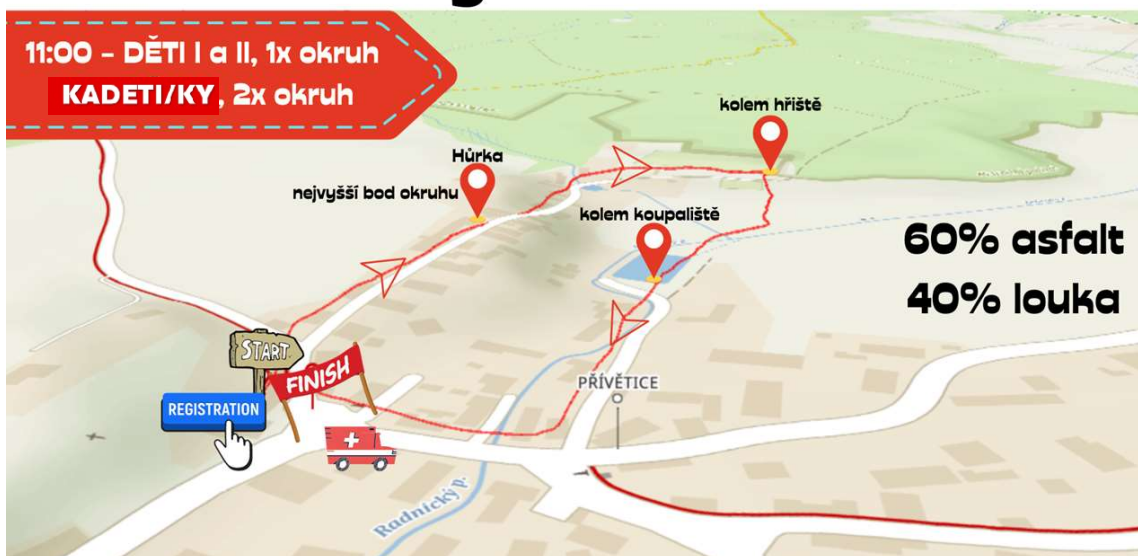 11:00 - DĚTI I a II, 1x okruh
KADETI/KY, 2x okruh
kolem hřiště
Hůrka
nejvyšší bod okruhu
kolem koupaliště
60% asfalt
40% louka
START
FINISH
PŘÍVĚTICE
REGISTRATION
Radnický p.